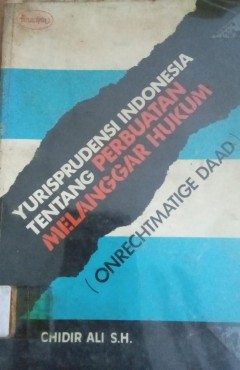 YURISPRUDENSI INDONESIA
TENTANG PERBUATAN
MELANGGAR HUKUM
(ONRECHTMATIGE DAAD)
CHIDIR ALI S.H.